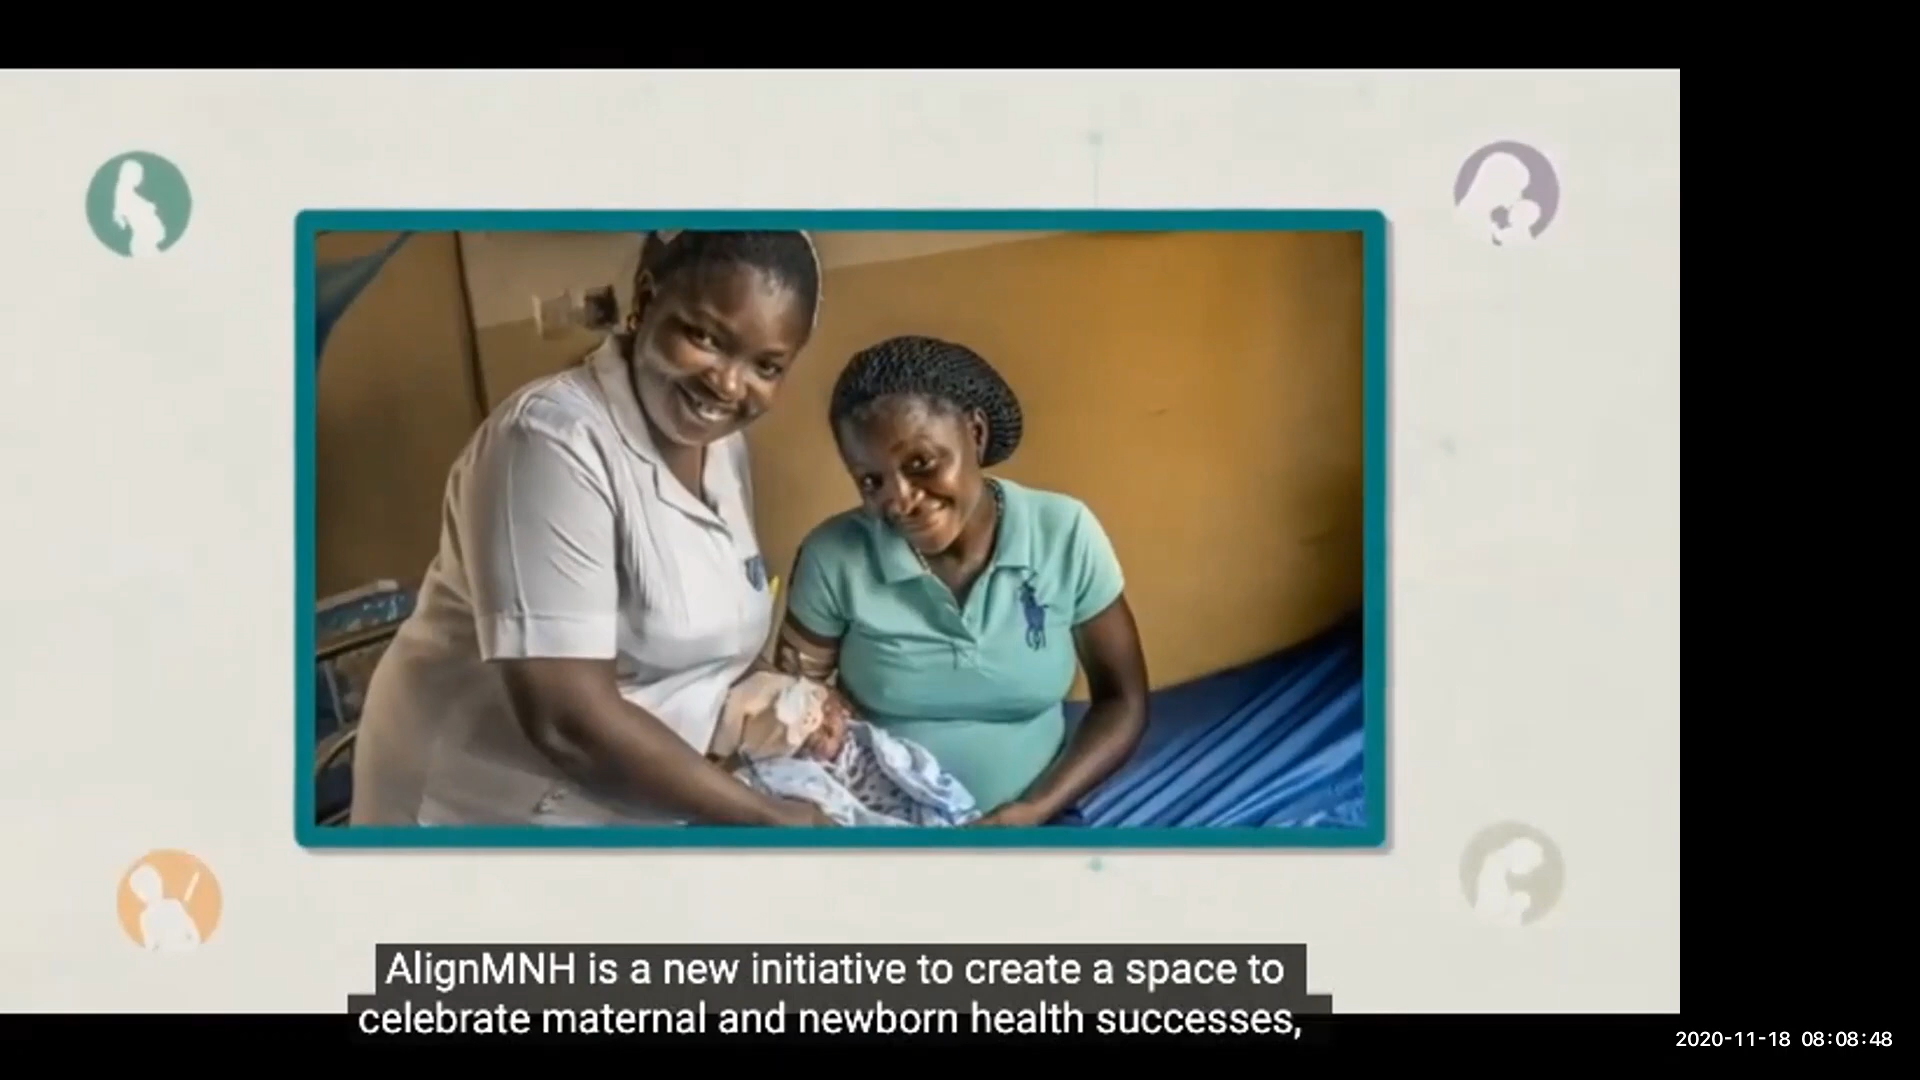 AlignMNH is a new initiative to create a space to
celebrate maternal and newborn health successes,
2020-11-18 08:08:48